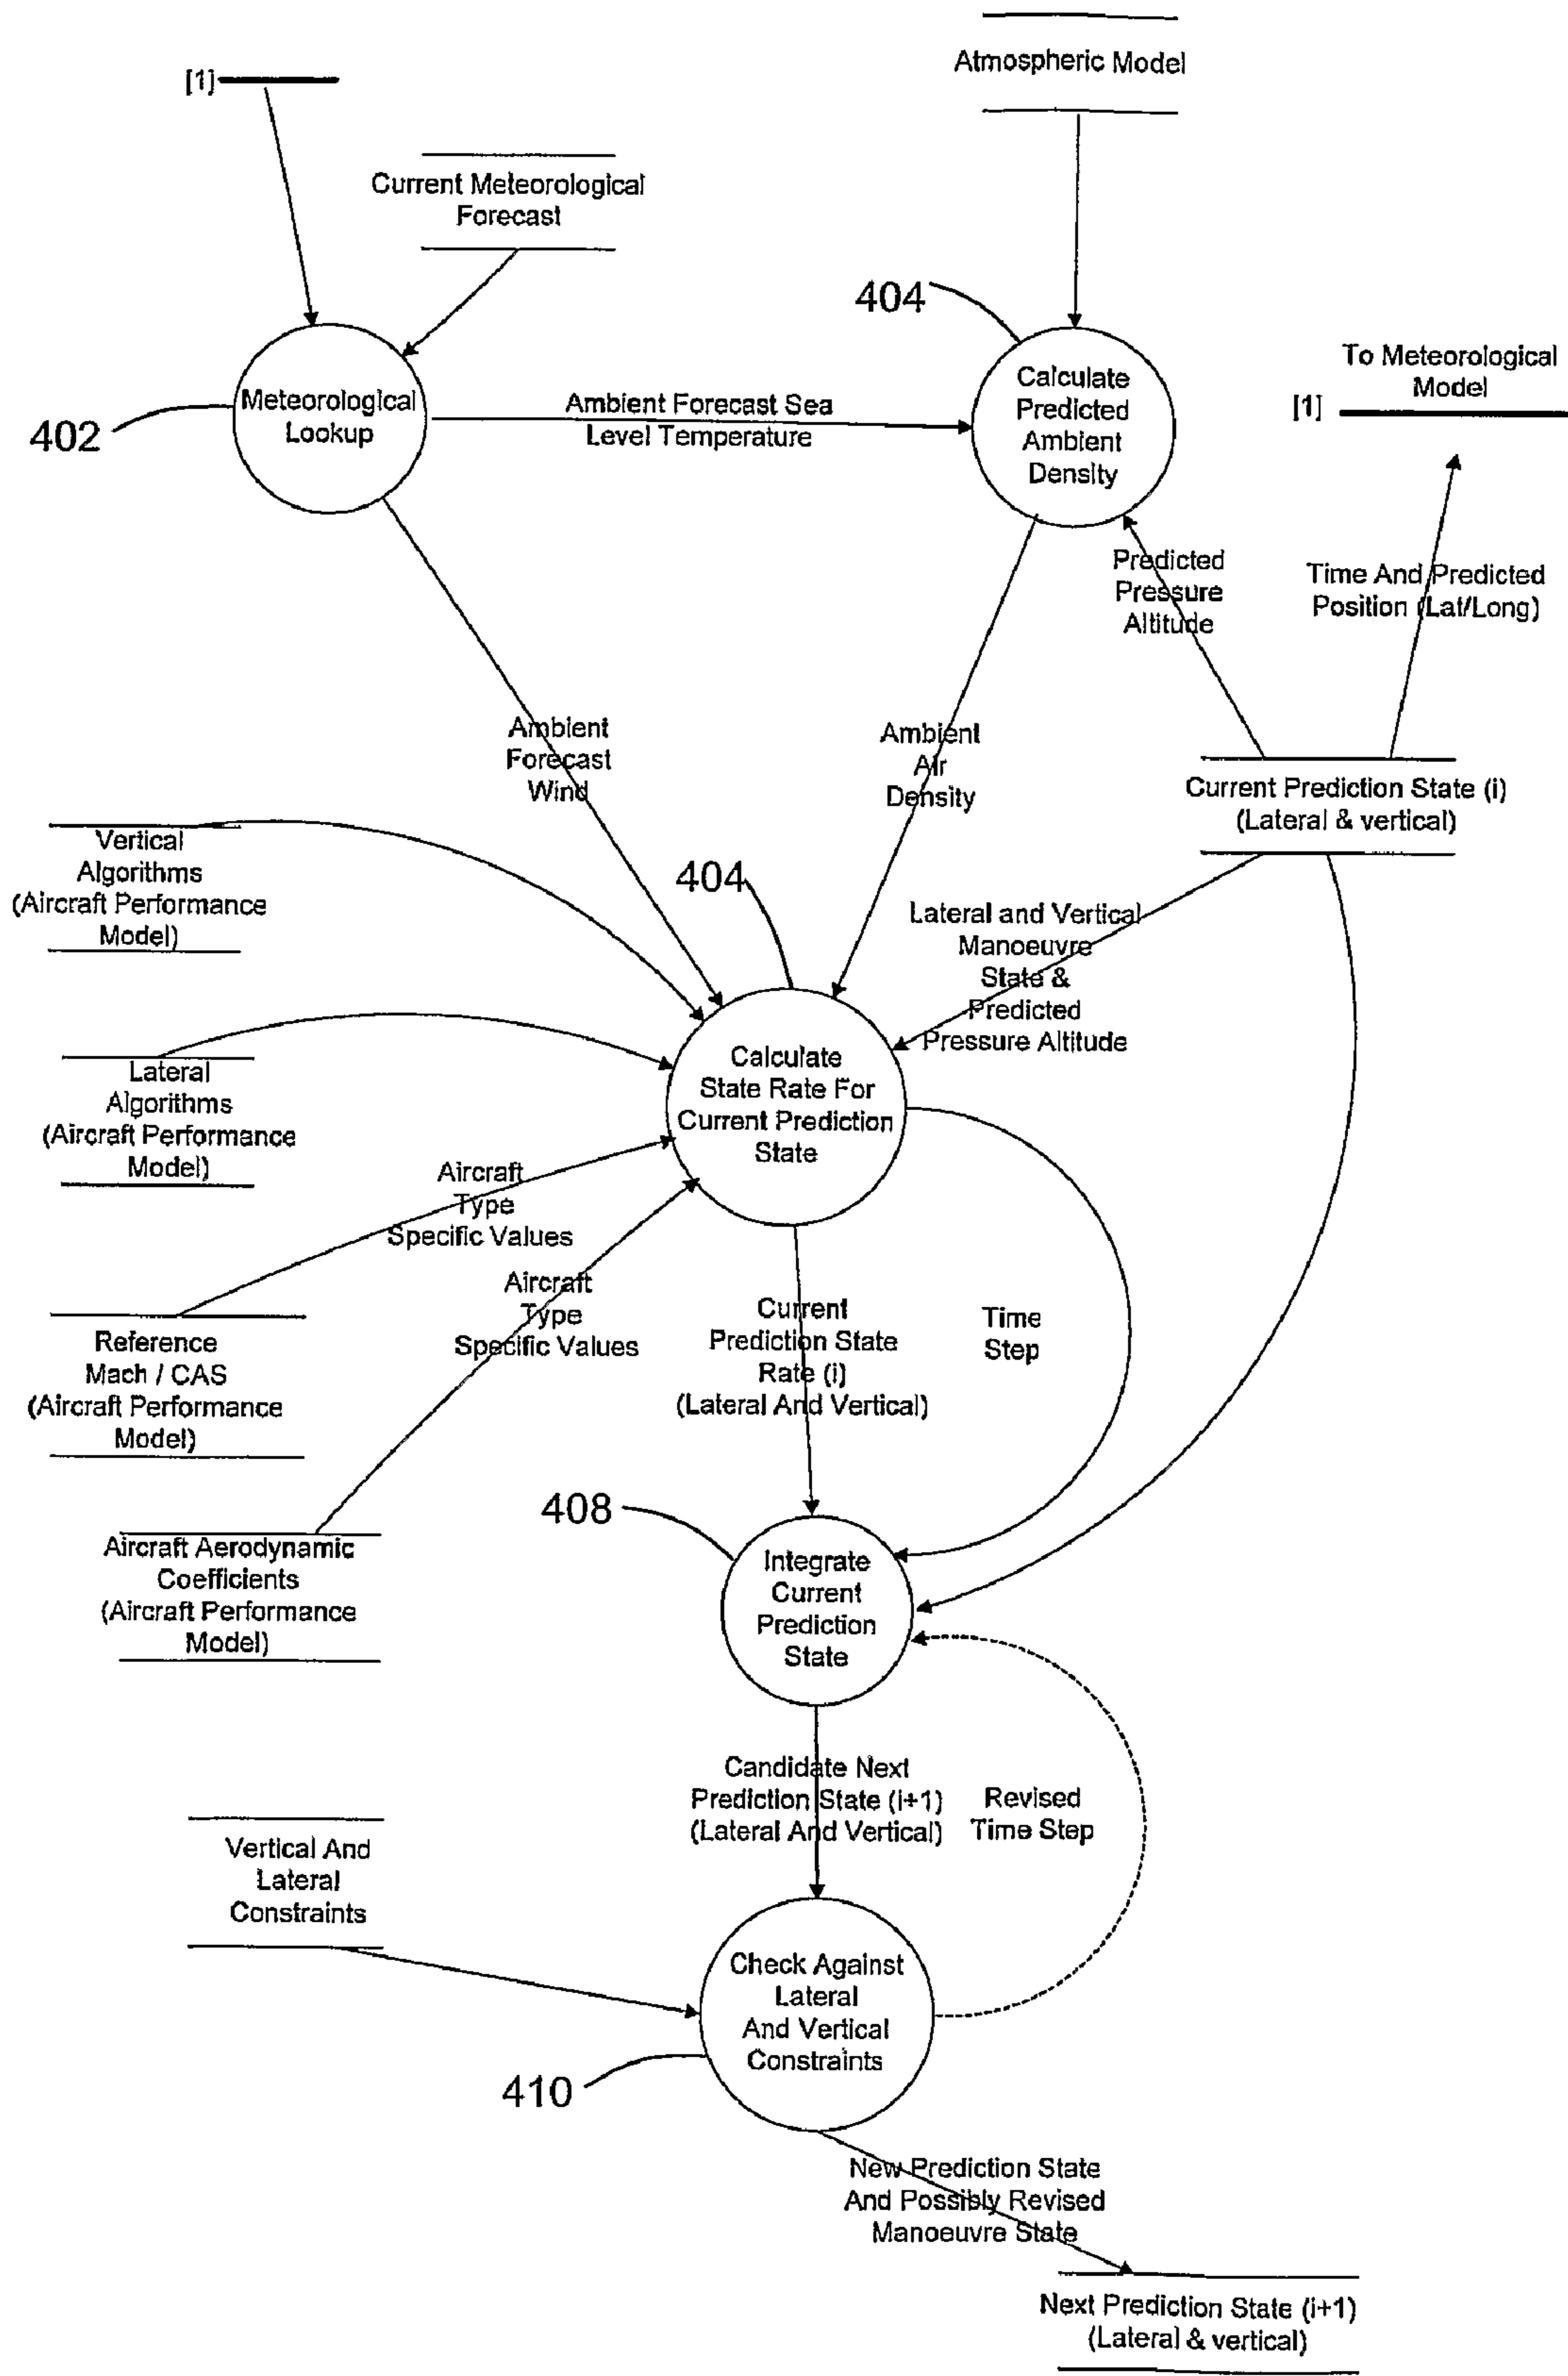 Atmospheric Model
[1]
Current Meteorological
Forecast
404
To Meteorological
Model
[1]
Meteorological
Lookup
402
Ambient Forecast Sea
Level Temperature
Calculate
Predicted
Ambient
Density
Predicted
Pressure
Altitude
Time And Predicted
Position (Lat/Long)
Ambient
Forecast
Wind
Ambient
Air
Density
Current Prediction State (i)
(Lateral & vertical)
Vertical
Algorithms
(Aircraft Performance
Model)
404
Lateral and Vertical
Manoeuvre
State &
Predicted
Pressure Altitude
Calculate
State Rate For
Current Prediction
State
Lateral
Algorithms
(Aircraft Performance
Model)
Aircraft
Type
Specific Values
Aircraft
Type
Specific Values
Current
Prediction State
Rate (i)
(Lateral And Vertical)
Time
Step
Reference
Mach / CAS
(Aircraft Performance
Model)
408
Aircraft Aerodynamic
Coefficients
(Aircraft Performance
Model)
Integrate
Current
Prediction
State
Candidate Next
Prediction State (i+1)
(Lateral And Vertical)
Revised
Time Step
Vertical And
Lateral
Constraints
Check Against
Lateral
And Vertical
Constraints
410
New Prediction State
And Possibly Revised
Manoeuvre State
Next Prediction State (i+1)
(Lateral & vertical)